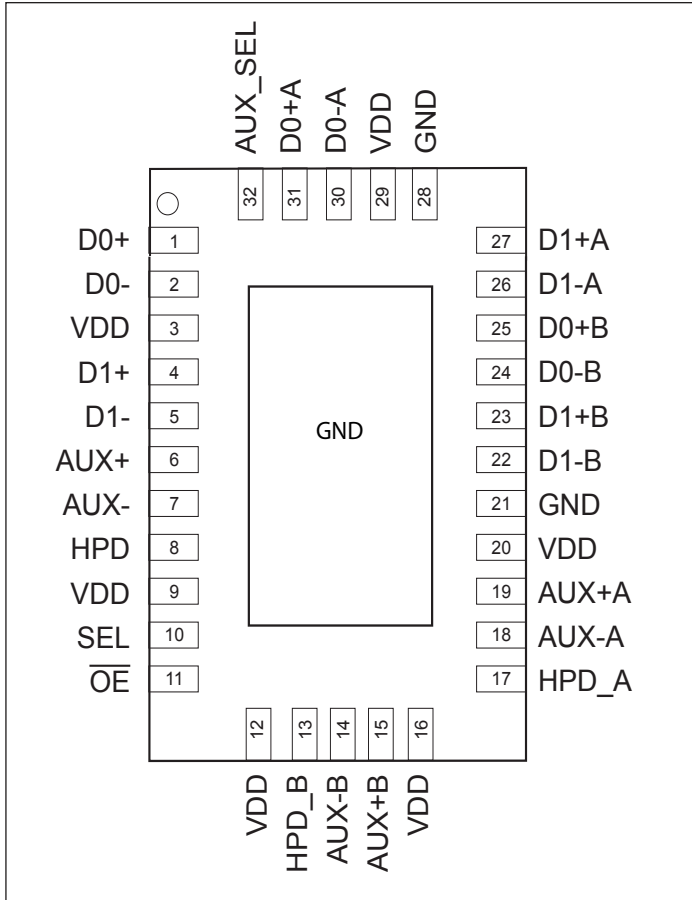 AUX_SEL
D0+A
D0-A
VDD
GND
32
31
30
29
28
D0+ 1
D0- 2
VDD 3
D1+ 4
D1- 5
AUX+ 6
AUX- 7
HPD 8
VDD 9
SEL 10
O̅E̅ 11
GND
27 D1+A
26 D1-A
25 D0+B
24 D0-B
23 D1+B
22 D1-B
21 GND
20 VDD
19 AUX+A
18 AUX-A
17 HPD_A
12
13
14
15
16
VDD
HPD_B
AUX-B
AUX+B
VDD